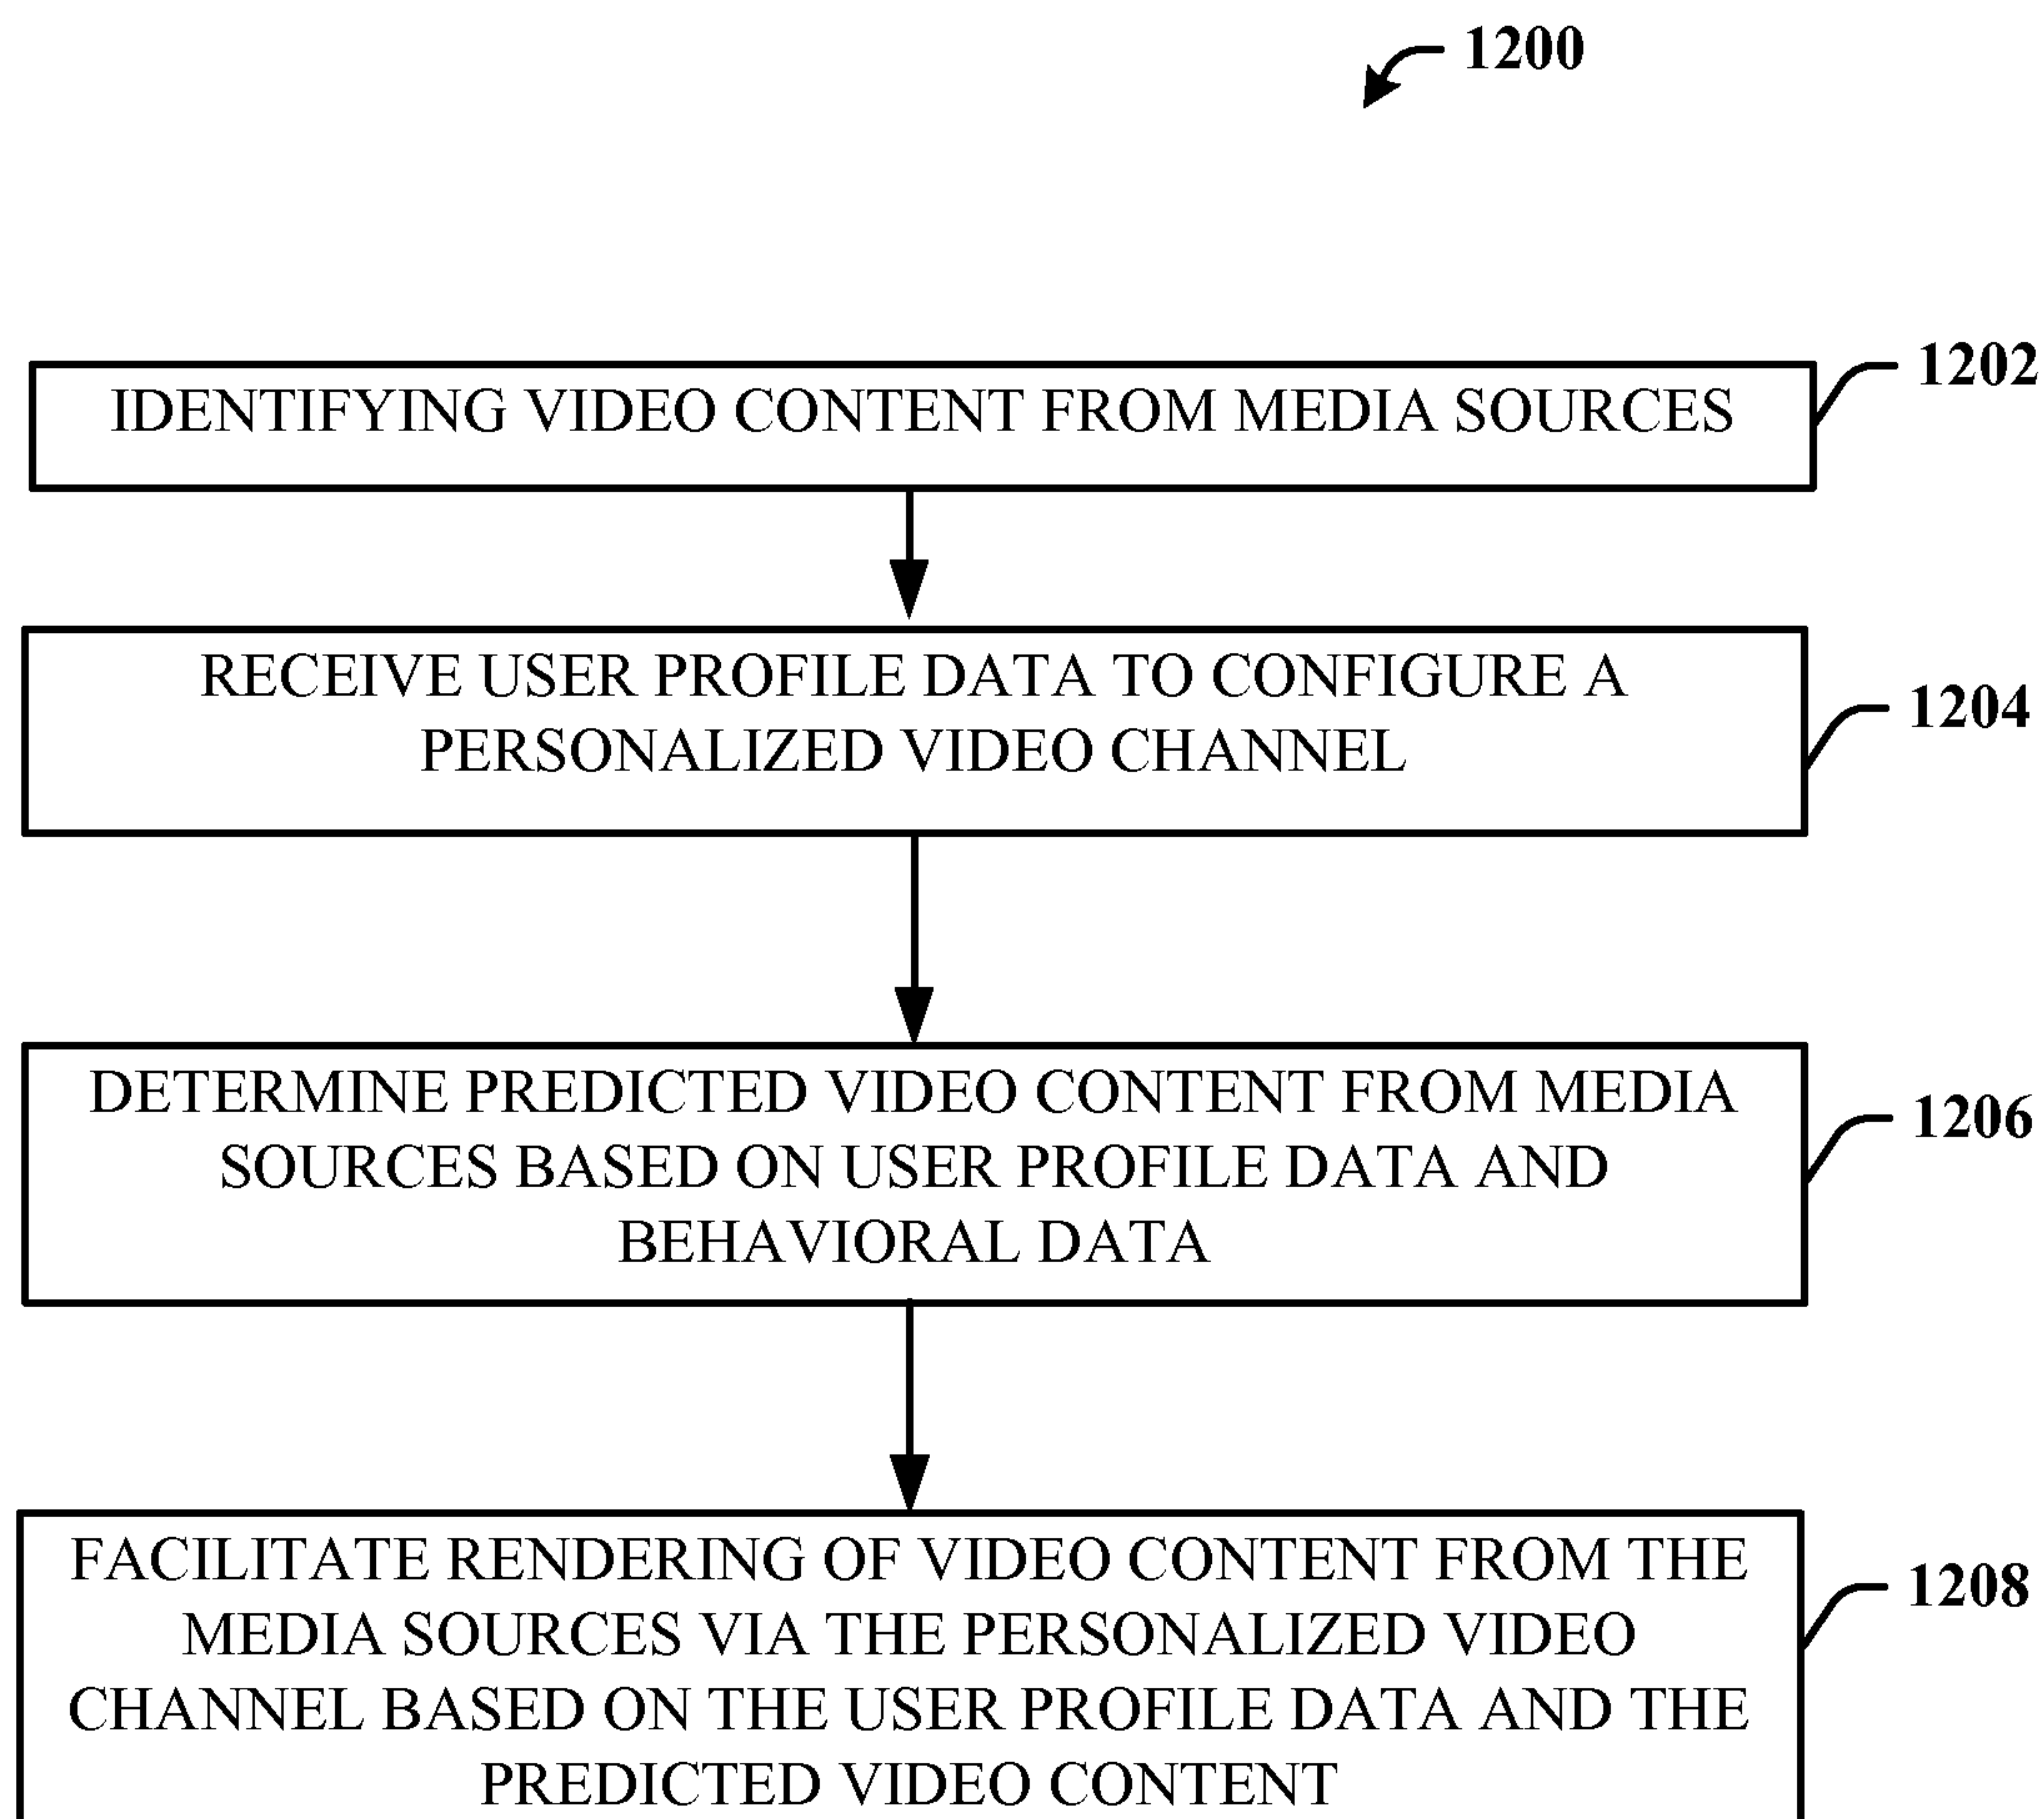 1200
IDENTIFYING VIDEO CONTENT FROM MEDIA SOURCES
1202
RECEIVE USER PROFILE DATA TO CONFIGURE A
PERSONALIZED VIDEO CHANNEL
1204
DETERMINE PREDICTED VIDEO CONTENT FROM MEDIA
SOURCES BASED ON USER PROFILE DATA AND
BEHAVIORAL DATA
1206
FACILITATE RENDERING OF VIDEO CONTENT FROM THE
MEDIA SOURCES VIA THE PERSONALIZED VIDEO
CHANNEL BASED ON THE USER PROFILE DATA AND THE
PREDICTED VIDEO CONTENT
1208